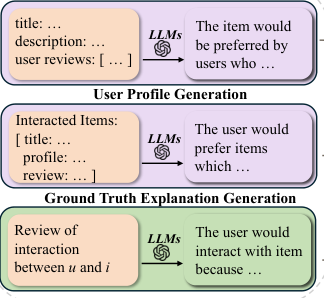 title: …
description: …
user reviews: [ … ]
LLMs
The item would
be preferred by
users who …
User Profile Generation
Interacted Items:
[ title: …
profile: …
review: … ]
LLMs
The user would
prefer items
which …
Ground Truth Explanation Generation
Review of
interaction
between u and i
LLMs
The user would
interact with item
because …